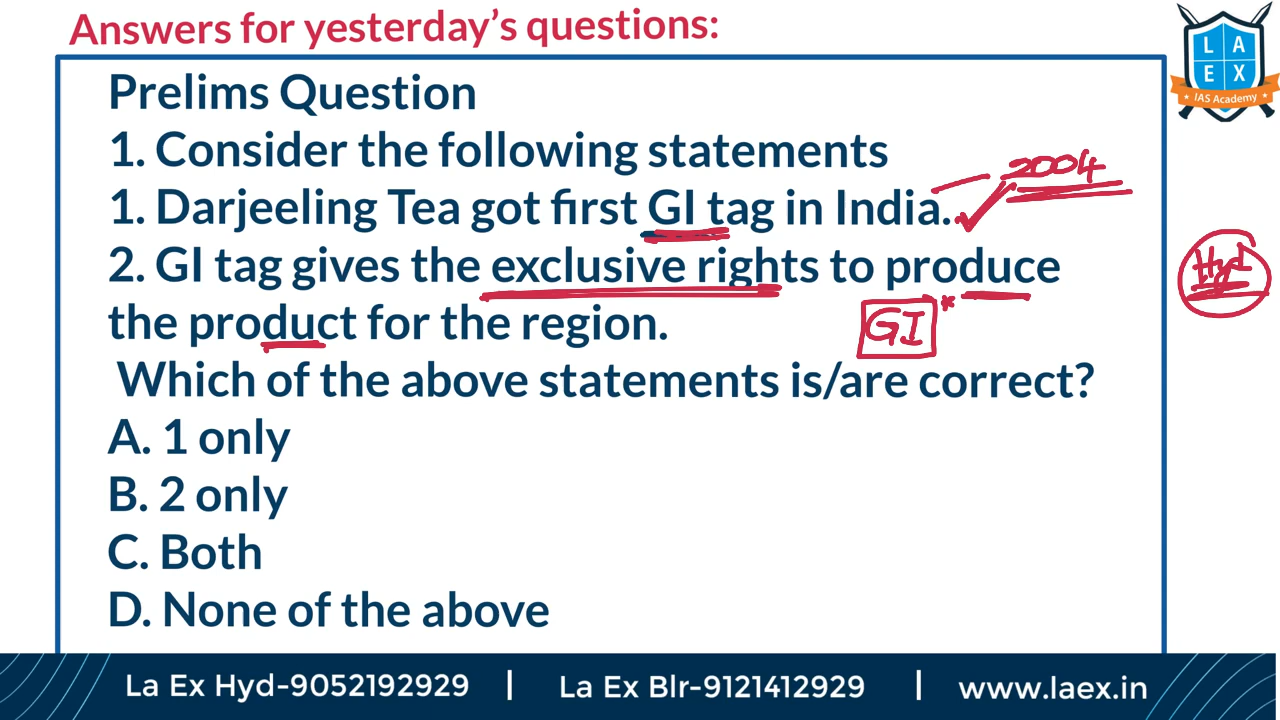 Answers for yesterday's questions:
L A
E X
IAS Academy
Prelims Question
1. Consider the following statements
2004
1. Darjeeling Tea got first GI tag in India.
2. GI tag gives the exclusive rights to produce
Hyd
the product for the region.
GI*
Which of the above statements is/are correct?
A. 1 only
B. 2 only
C. Both
D. None of the above
La Ex Hyd-9052192929 | La Ex Blr-9121412929 | www.laex.in